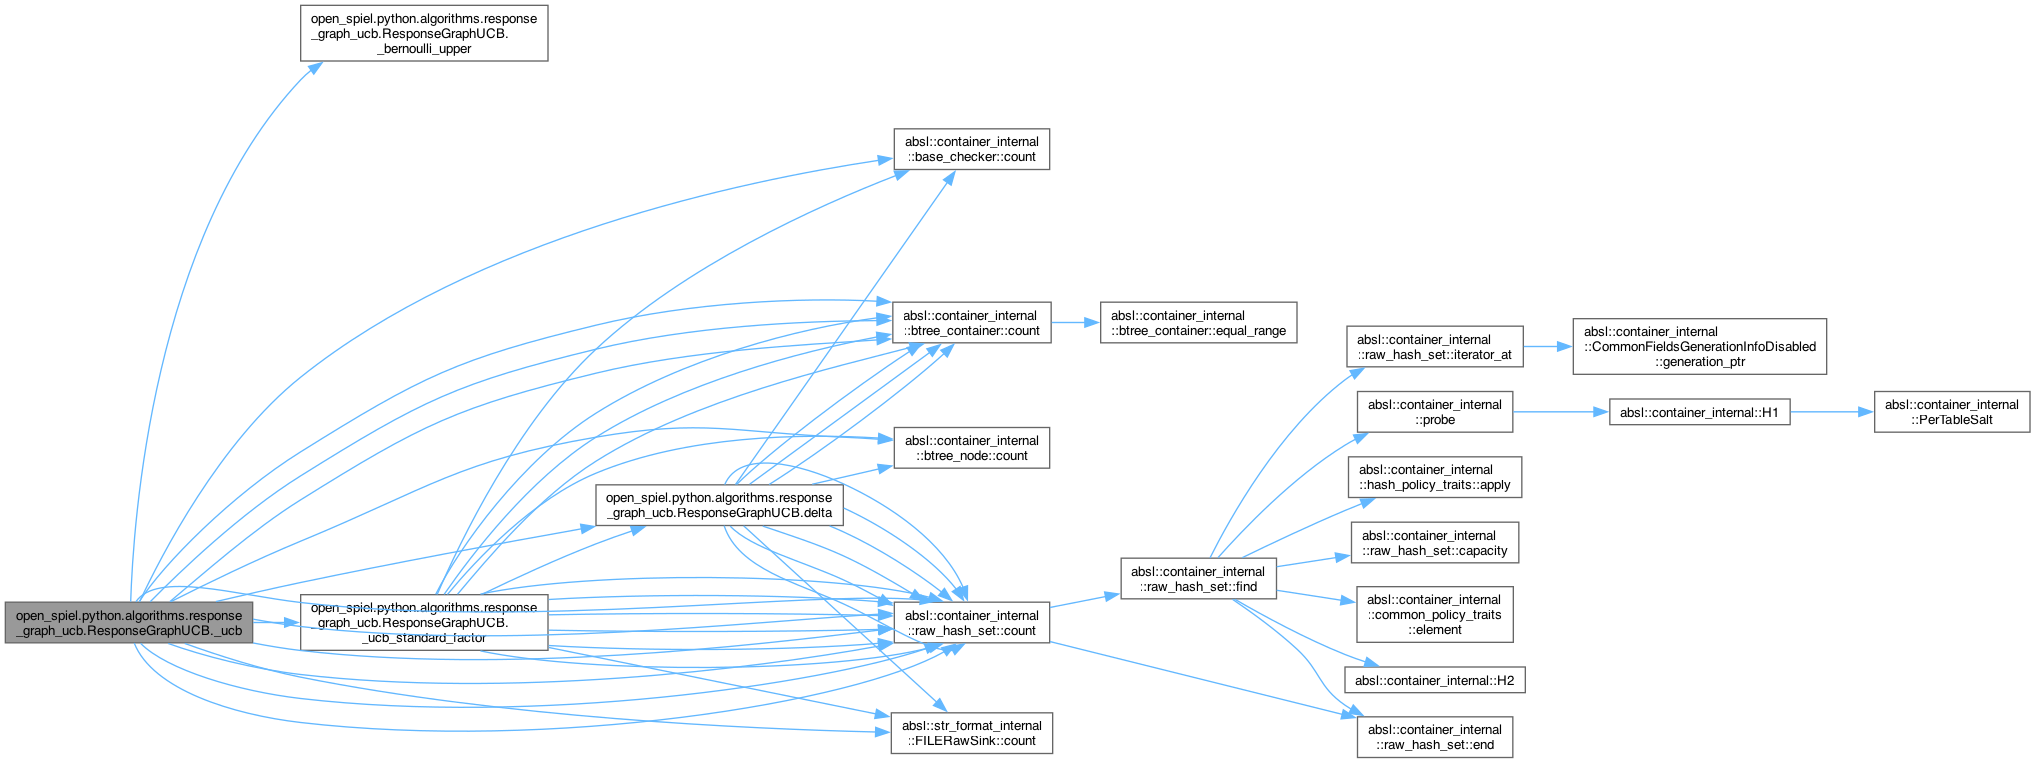 open_spiel.python.algorithms.response
_graph_ucb.ResponseGraphUCB._ucb
open_spiel.python.algorithms.response
_graph_ucb.ResponseGraphUCB.
_bernoulli_upper
open_spiel.python.algorithms.response
_graph_ucb.ResponseGraphUCB.
_ucb_standard_factor
open_spiel.python.algorithms.response
_graph_ucb.ResponseGraphUCB.delta
absl::container_internal
::base_checker::count
absl::container_internal
::btree_container::count
absl::container_internal
::btree_node::count
absl::container_internal
::raw_hash_set::count
absl::str_format_internal
::FILERawSink::count
absl::container_internal
::btree_container::equal_range
absl::container_internal
::raw_hash_set::find
absl::container_internal
::raw_hash_set::iterator_at
absl::container_internal
::probe
absl::container_internal
::hash_policy_traits::apply
absl::container_internal
::raw_hash_set::capacity
absl::container_internal
::common_policy_traits
::element
absl::container_internal::H2
absl::container_internal
::raw_hash_set::end
absl::container_internal
::CommonFieldsGenerationInfoDisabled
::generation_ptr
absl::container_internal::H1
absl::container_internal
::PerTableSalt